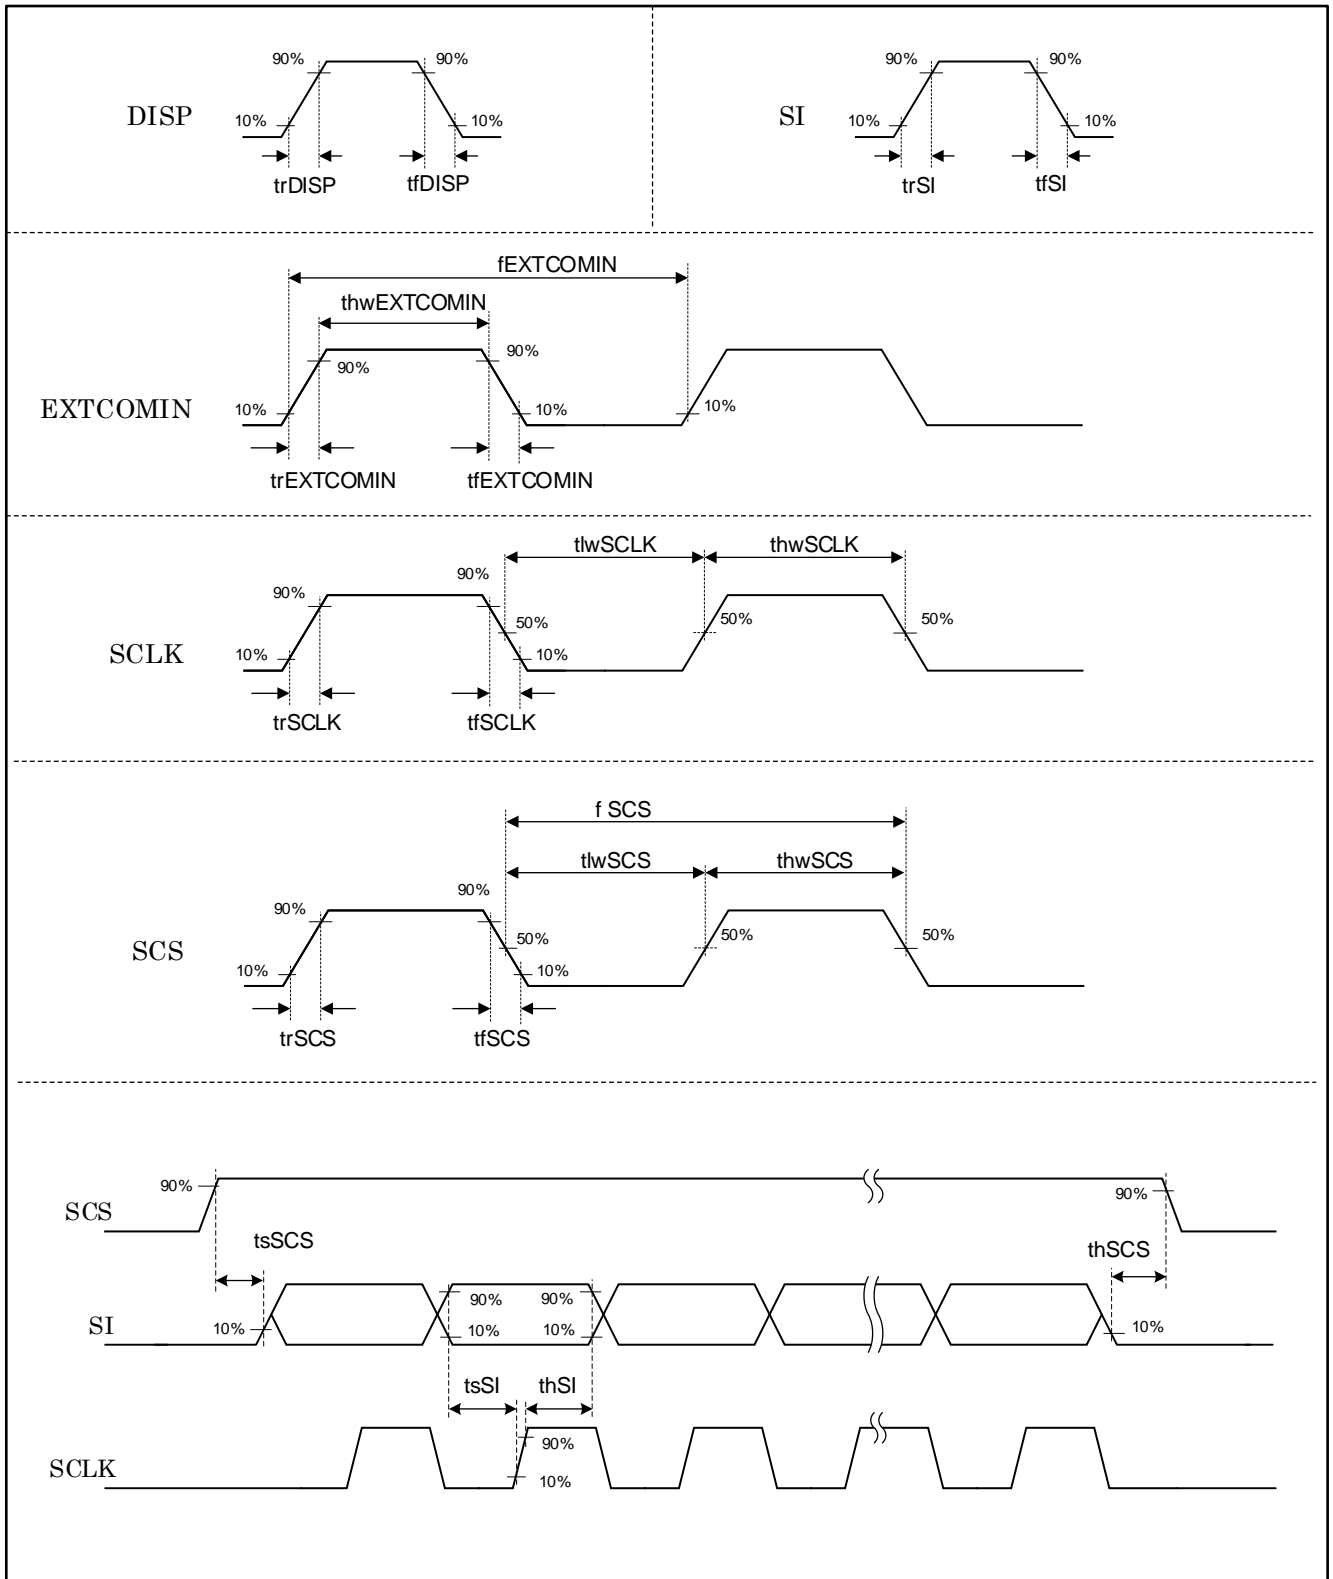 90% 90% 90% 90%
DISP SI
10% 10% 10% 10%
trDISP tfDISP trSI tfSI
fEXTCOMIN
thwEXTCOMIN
90% 90%
EXTCOMIN 10% 10% 10%
trEXTCOMIN tfEXTCOMIN
tlwSCLK thwSCLK
90% 90%
50% 50% 50%
SCLK 10% 10%
trSCLK tfSCLK
f SCS
tlwSCS thwSCS
90% 90%
50% 50% 50%
SCS
10% 10%
trSCS tfSCS
90% 90%
SCS
tsSCS thSCS
90% 90%
SI 10% 10% 10% 10%
tsSI thSI
90%
SCLK
10%